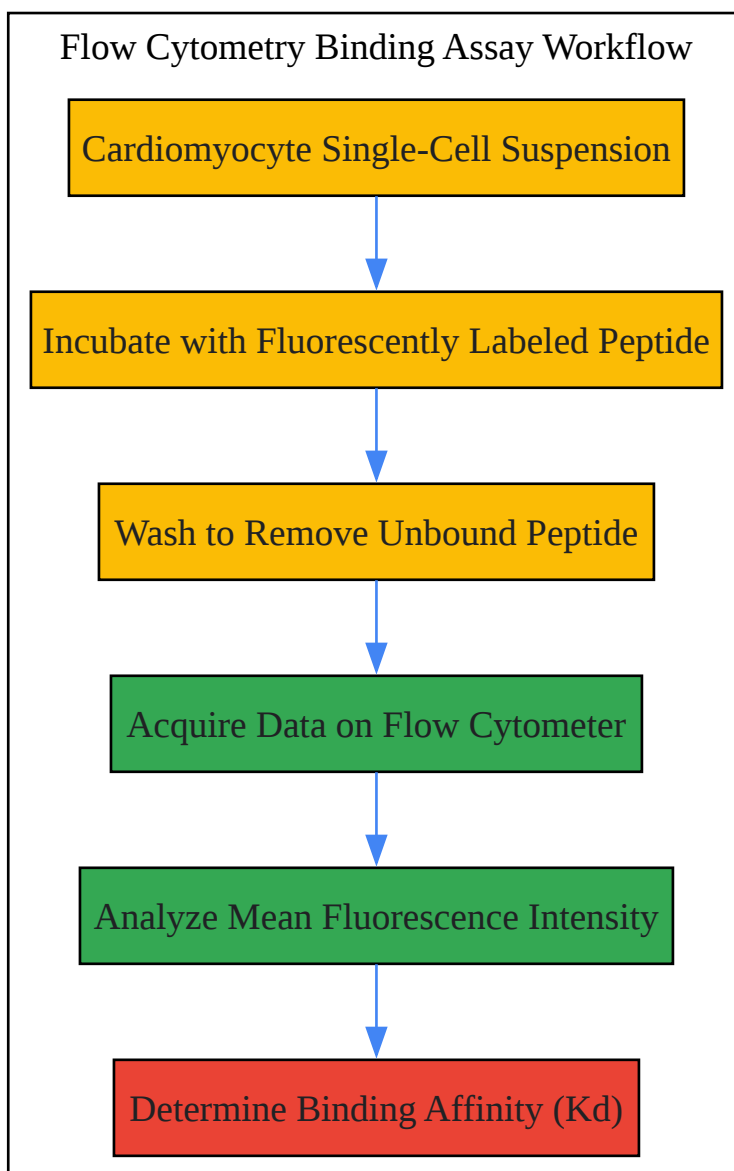 Flow Cytometry Binding Assay Workflow
Cardiomyocyte Single-Cell Suspension
Incubate with Fluorescently Labeled Peptide
Wash to Remove Unbound Peptide
Acquire Data on Flow Cytometer
Analyze Mean Fluorescence Intensity
Determine Binding Affinity (Kd)